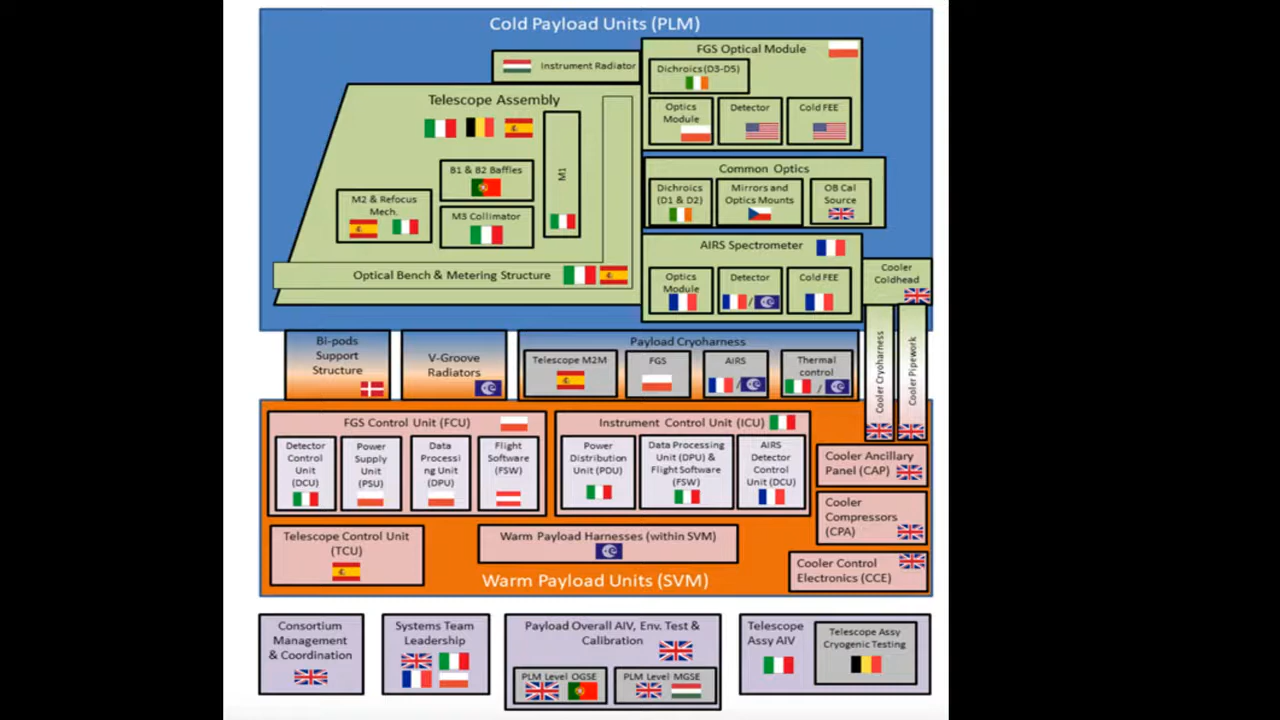 Cold Payload Units (PLM)
Instrument Radiator
FGS Optical Module
Dichroics (D3-D5)
Optics
Module
Detector
Cold FEE
Telescope Assembly
B1 & B2 Baffles
M1
M2 & Refocus
Mech.
M3 Collimator
Optical Bench & Metering Structure
Common Optics
Dichroics
(D1 & D2)
Mirrors and
Optics Mounts
OB Cal
Source
AIRS Spectrometer
Optics
Module
Detector
/
Cold FEE
Cooler
Coldhead
Bi-pods
Support
Structure
V-Groove
Radiators
Payload Cryoharness
Telescope M2M
FGS
AIRS
/
Thermal
control
/
Cooler Cryoharness
Cooler Pipework
FGS Control Unit (FCU)
Detector
Control
Unit
(DCU)
Power
Supply
Unit
(PSU)
Data
Processi
ng Unit
(DPU)
Flight
Software
(FSW)
Instrument Control Unit (ICU)
Power
Distribution
Unit (PDU)
Data Processing
Unit (DPU) &
Flight Software
(FSW)
AIRS
Detector
Control
Unit (DCU)
Cooler Ancillary
Panel (CAP)
Cooler
Compressors
(CPA)
Cooler Control
Electronics (CCE)
Telescope Control Unit
(TCU)
Warm Payload Harnesses (within SVM)
Warm Payload Units (SVM)
Consortium
Management
& Coordination
Systems Team
Leadership
Payload Overall AIV, Env. Test &
Calibration
PLM Level OGSE
PLM Level MGSE
Telescope
Assy AIV
Telescope Assy
Cryogenic Testing